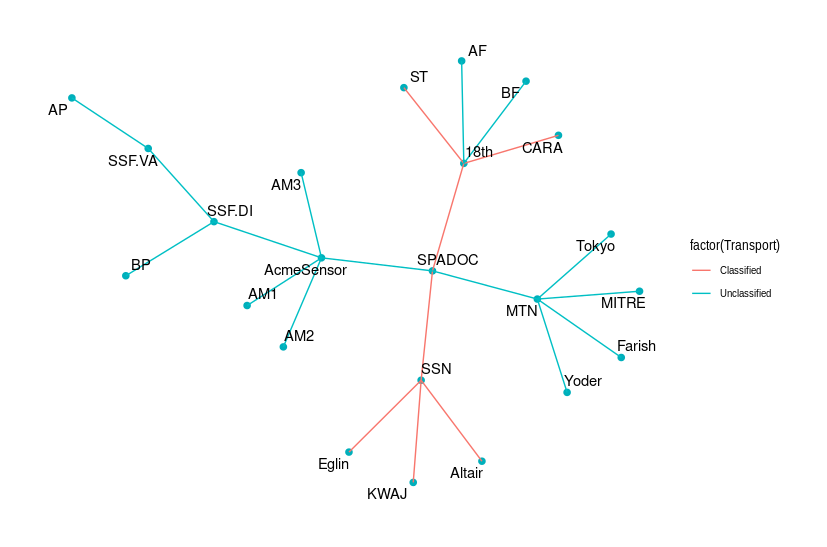 AF
ST
BF
AP
CARA
18th
SSF.VA
AM3
SSF.DI
Tokyo
factor(Transport)
SPADOC
BP
AcmeSensor
Classified
AM1
Unclassified
MITRE
MTN
AM2
Farish
SSN
Yoder
Eglin
Altair
KWAJ